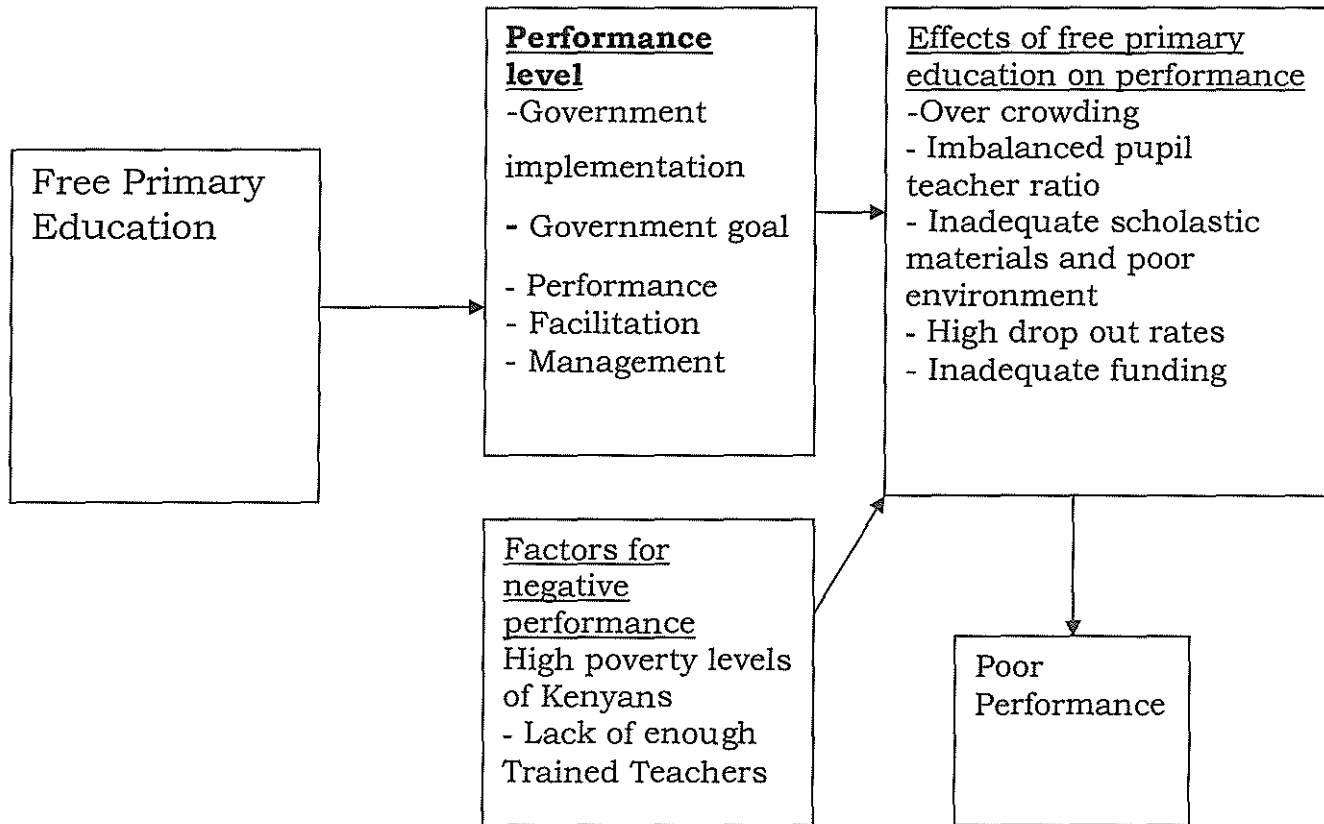 Free Primary
Education
Performance
level
-Government
implementation
- Government goal
- Performance
- Facilitation
- Management
Effects of free primary
education on performance
-Over crowding
- Imbalanced pupil
teacher ratio
- Inadequate scholastic
materials and poor
environment
- High drop out rates
- Inadequate funding
Factors for
negative
performance
High poverty levels
of Kenyans
- Lack of enough
Trained Teachers
Poor
Performance